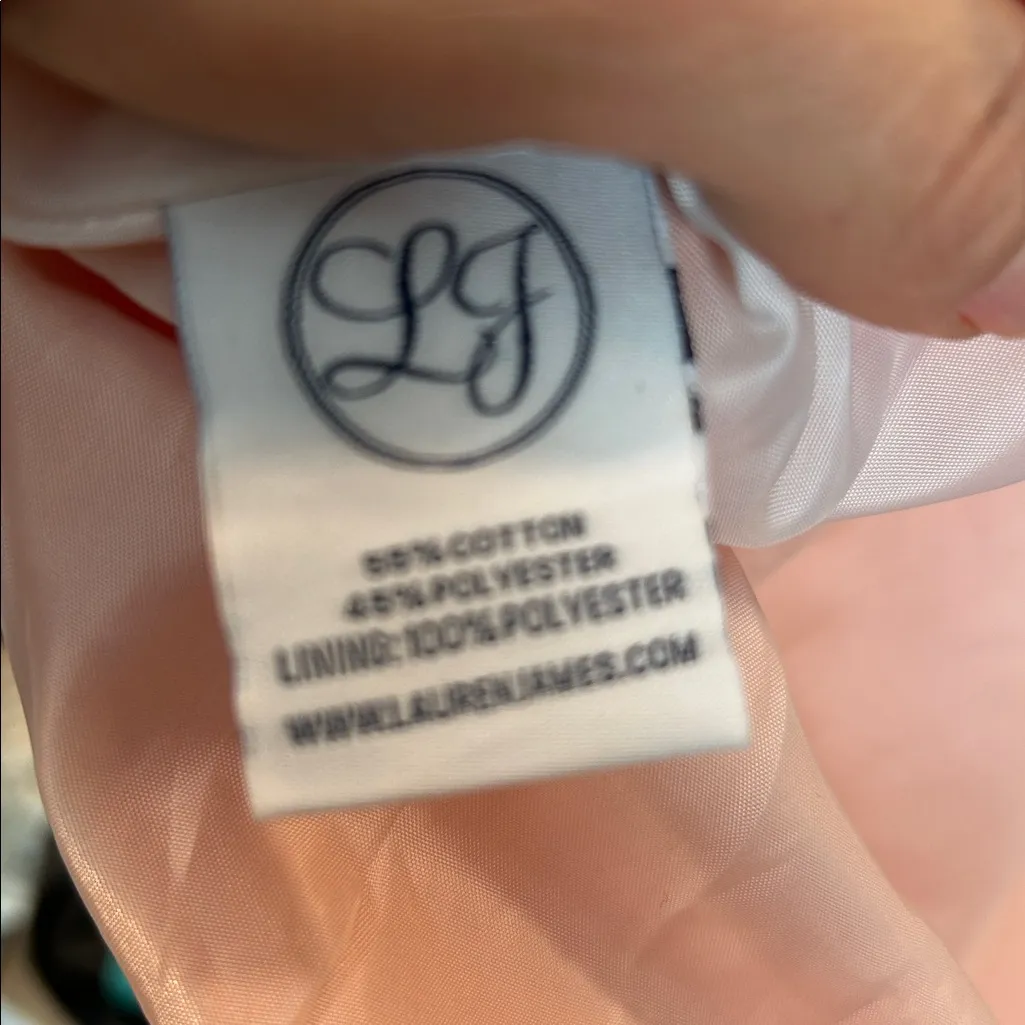 LJ
55%COTTON
45%POLYESTER
LINING:100%POLYESTER
WWW.LAURENJAMES.COM